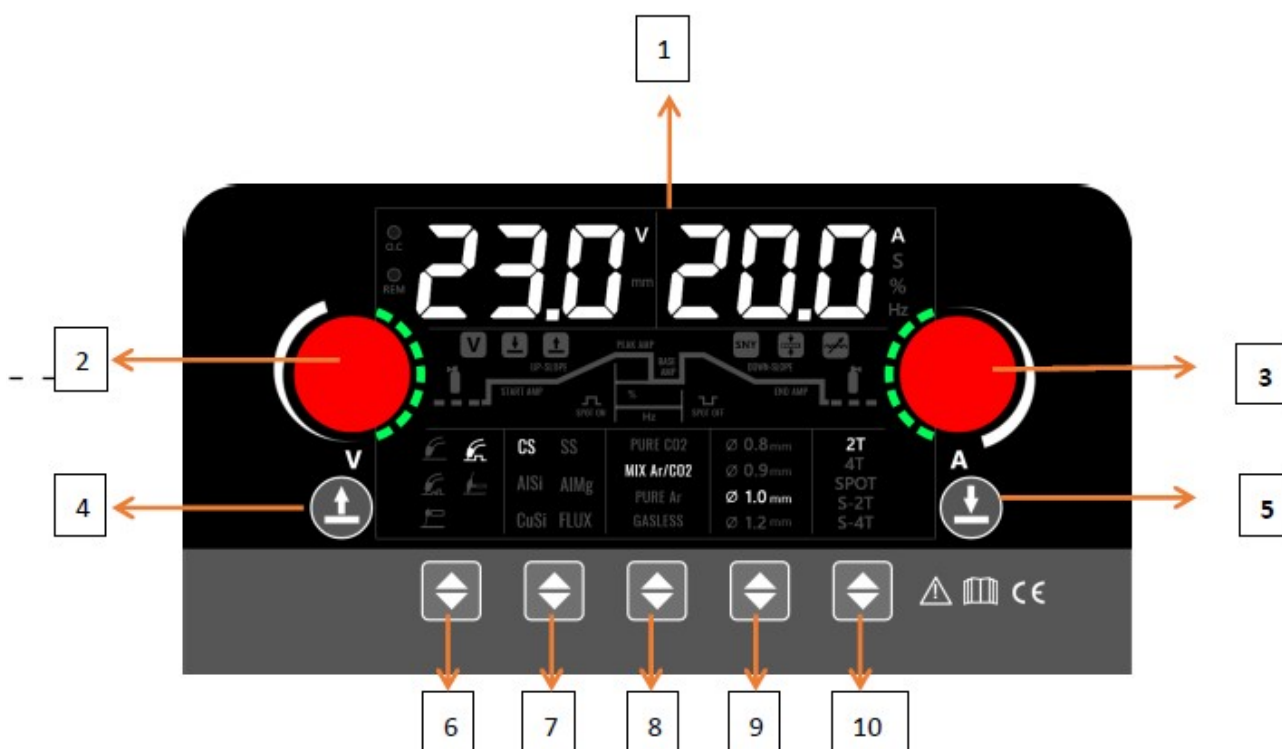 1
23.0 V 20.0 A
CLC
S
REM
mm
%
Hz
V
SNY
PEAK AMP
UP-SLOPE
BASE AMP
DOWN-SLOPE
START AMP
END AMP
%
SPOT ON
Hz
SPOT OFF
2
3
V
A
CS SS
PURE CO2
Ø 0.8 mm
2T
MIX Ar/CO2
Ø 0.9 mm
4T
AlSi AlMg
PURE Ar
Ø 1.0 mm
SPOT
S-2T
CuSi FLUX
GASLESS
Ø 1.2 mm
S-4T
4
5
CE
6
7
8
9
10